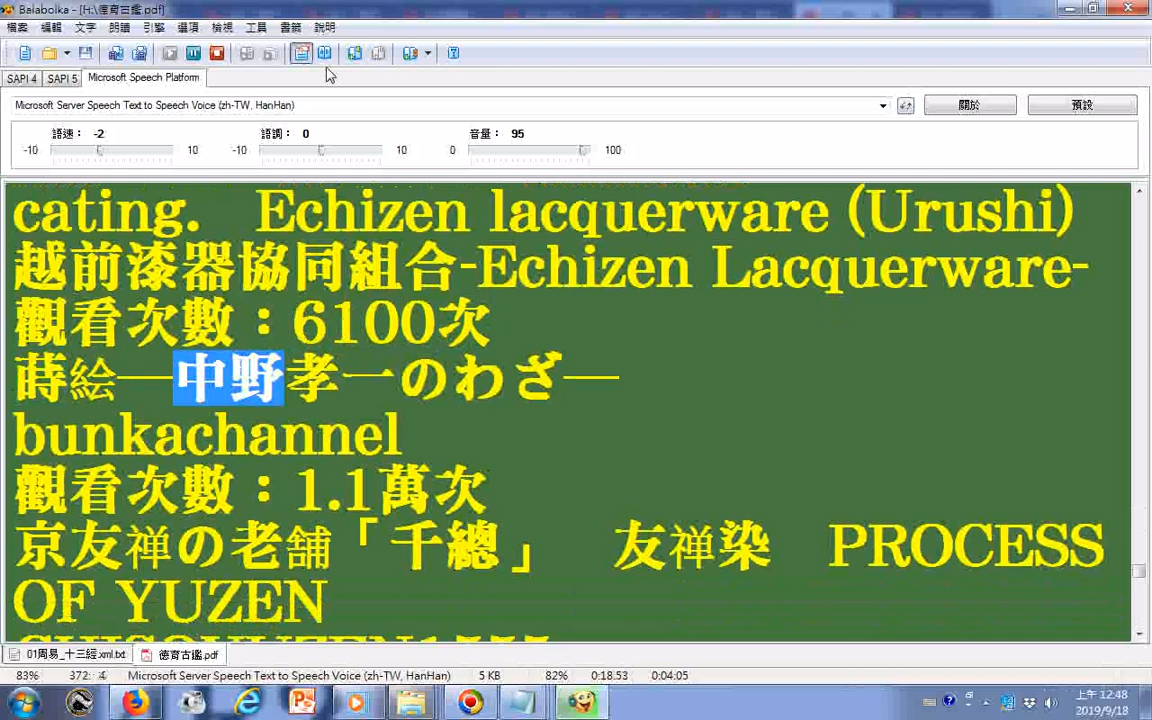 Balabolka - [H:\德育古鑑.pdf]
檔案 編輯 文字 朗讀 引擎 選項 檢視 工具 書籤 說明
SAPI 4 SAPI 5 Microsoft Speech Platform
Microsoft Server Speech Text to Speech Voice (zh-TW, HanHan) 關於 預設
語速： -2 語調： 0 音量： 95
-10 10 -10 10 0 100
cating. Echizen lacquerware (Urushi)
越前漆器協同組合-Echizen Lacquerware-
觀看次數：6100次
蒔絵―中野孝一のわざ―
bunkachannel
觀看次數：1.1萬次
京友禅の老舗「千總」 友禅染 PROCESS
OF YUZEN
01周易_十三經.xml.txt 德育古鑑.pdf
83% 372: 4 Microsoft Server Speech Text to Speech Voice (zh-TW, HanHan) 5 KB 82% 0:18:53 0:04:05
上午 12:48
2019/9/18